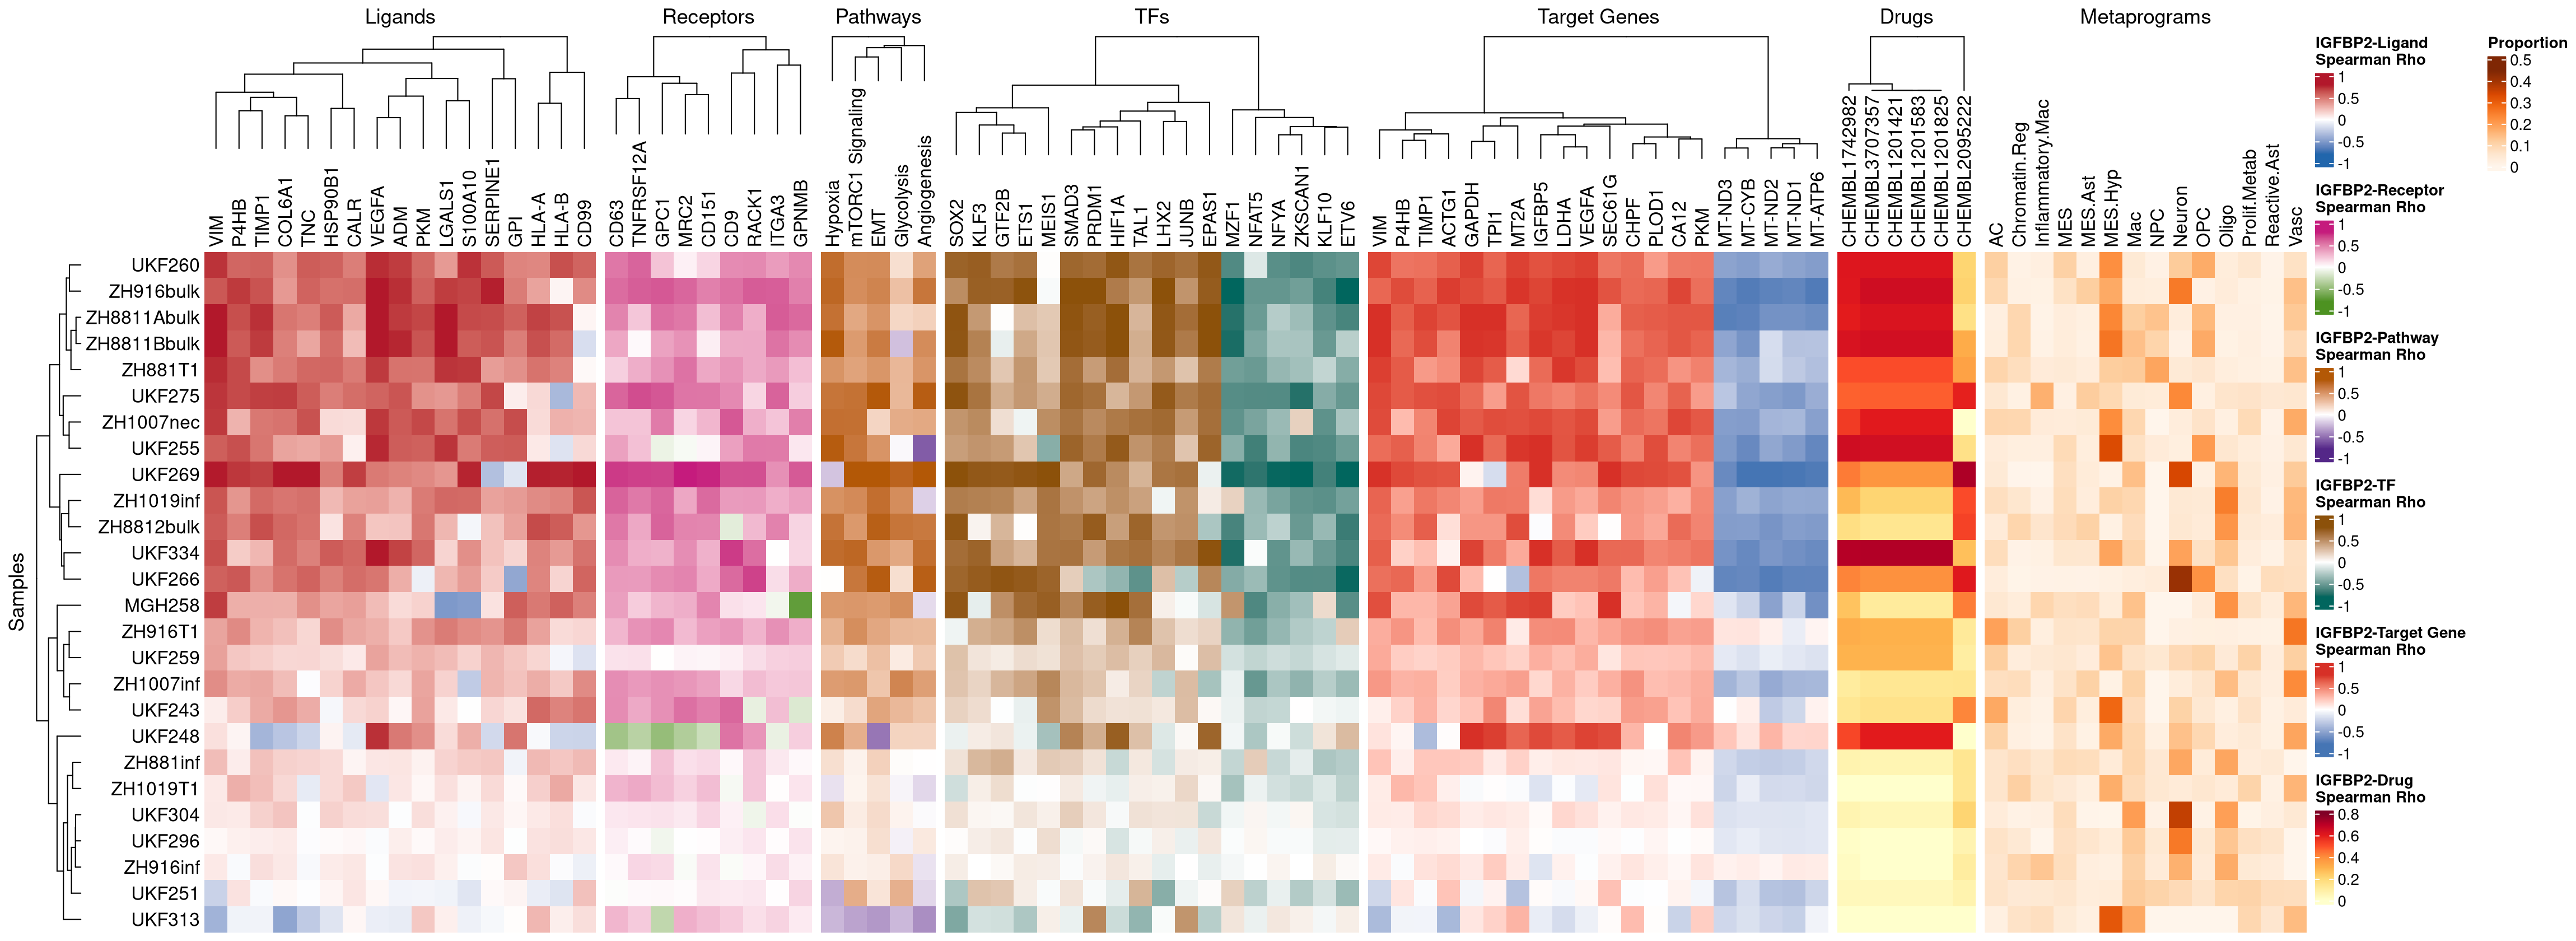 Ligands
Receptors
Pathways
TFs
Target Genes
Drugs
Metaprograms
VIM
P4HB
TIMP1
COL6A1
TNC
HSP90B1
CALR
VEGFA
ADM
PKM
LGALS1
S100A10
SERPINE1
GPI
HLA-A
HLA-B
CD99
CD63
TNFRSF12A
GPC1
MRC2
CD151
CD9
RACK1
ITGA3
GPNMB
Hypoxia
mTORC1 Signaling
EMT
Glycolysis
Angiogenesis
SOX2
KLF3
GTF2B
ETS1
MEIS1
SMAD3
PRDM1
HIF1A
TAL1
LHX2
JUNB
EPAS1
MZF1
NFAT5
NFYA
ZKSCAN1
KLF10
ETV6
VIM
P4HB
TIMP1
ACTG1
GAPDH
TPI1
MT2A
IGFBP5
LDHA
VEGFA
SEC61G
CHPF
PLOD1
CA12
PKM
MT-ND3
MT-CYB
MT-ND2
MT-ND1
MT-ATP6
CHEMBL1742982
CHEMBL3707357
CHEMBL1201421
CHEMBL1201583
CHEMBL1201825
CHEMBL2095222
AC
Chromatin.Reg
Inflammatory.Mac
MES
MES.Ast
MES.Hyp
Mac
NPC
Neuron
OPC
Oligo
Prolif.Metab
Reactive.Ast
Vasc
Samples
UKF260
ZH916bulk
ZH8811Abulk
ZH8811Bbulk
ZH881T1
UKF275
ZH1007nec
UKF255
UKF269
ZH1019inf
ZH8812bulk
UKF334
UKF266
MGH258
ZH916T1
UKF259
ZH1007inf
UKF243
UKF248
ZH881inf
ZH1019T1
UKF304
UKF296
ZH916inf
UKF251
UKF313
IGFBP2-Ligand
Spearman Rho
1
0.5
0
-0.5
-1
IGFBP2-Receptor
Spearman Rho
1
0.5
0
-0.5
-1
IGFBP2-Pathway
Spearman Rho
1
0.5
0
-0.5
-1
IGFBP2-TF
Spearman Rho
1
0.5
0
-0.5
-1
IGFBP2-Target Gene
Spearman Rho
1
0.5
0
-0.5
-1
IGFBP2-Drug
Spearman Rho
0.8
0.6
0.4
0.2
0
Proportion
0.5
0.4
0.3
0.2
0.1
0